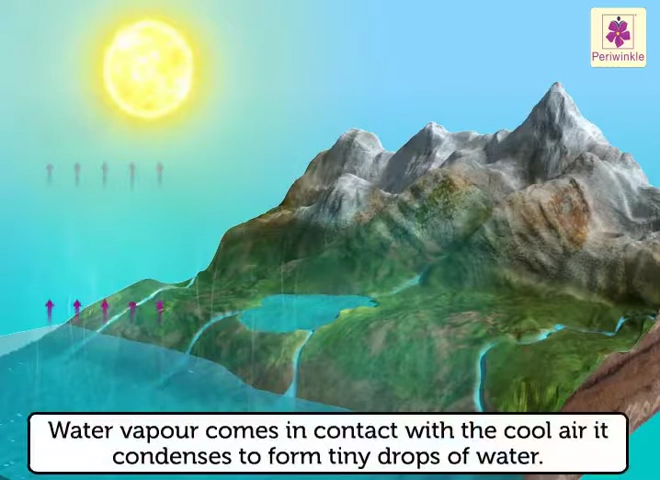 Periwinkle
Water vapour comes in contact with the cool air it
condenses to form tiny drops of water.